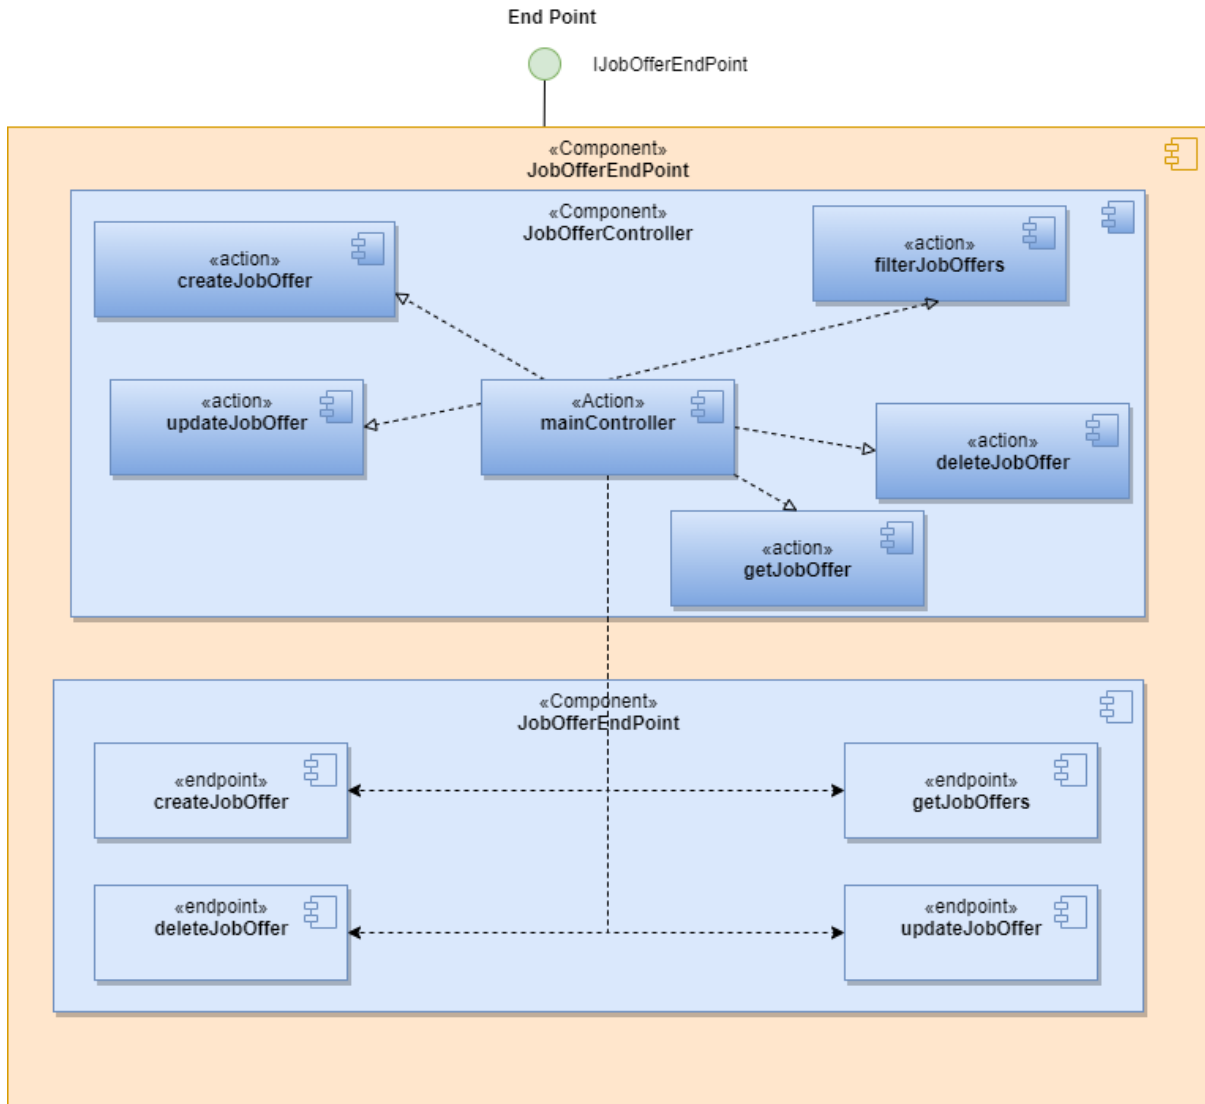 End Point
IJobOfferEndPoint
«Component»
JobOfferEndPoint
«Component»
JobOfferController
«action»
createJobOffer
«action»
filterJobOffers
«action»
updateJobOffer
«Action»
mainController
«action»
deleteJobOffer
«action»
getJobOffer
«Component»
JobOfferEndPoint
«endpoint»
createJobOffer
«endpoint»
getJobOffers
«endpoint»
deleteJobOffer
«endpoint»
updateJobOffer